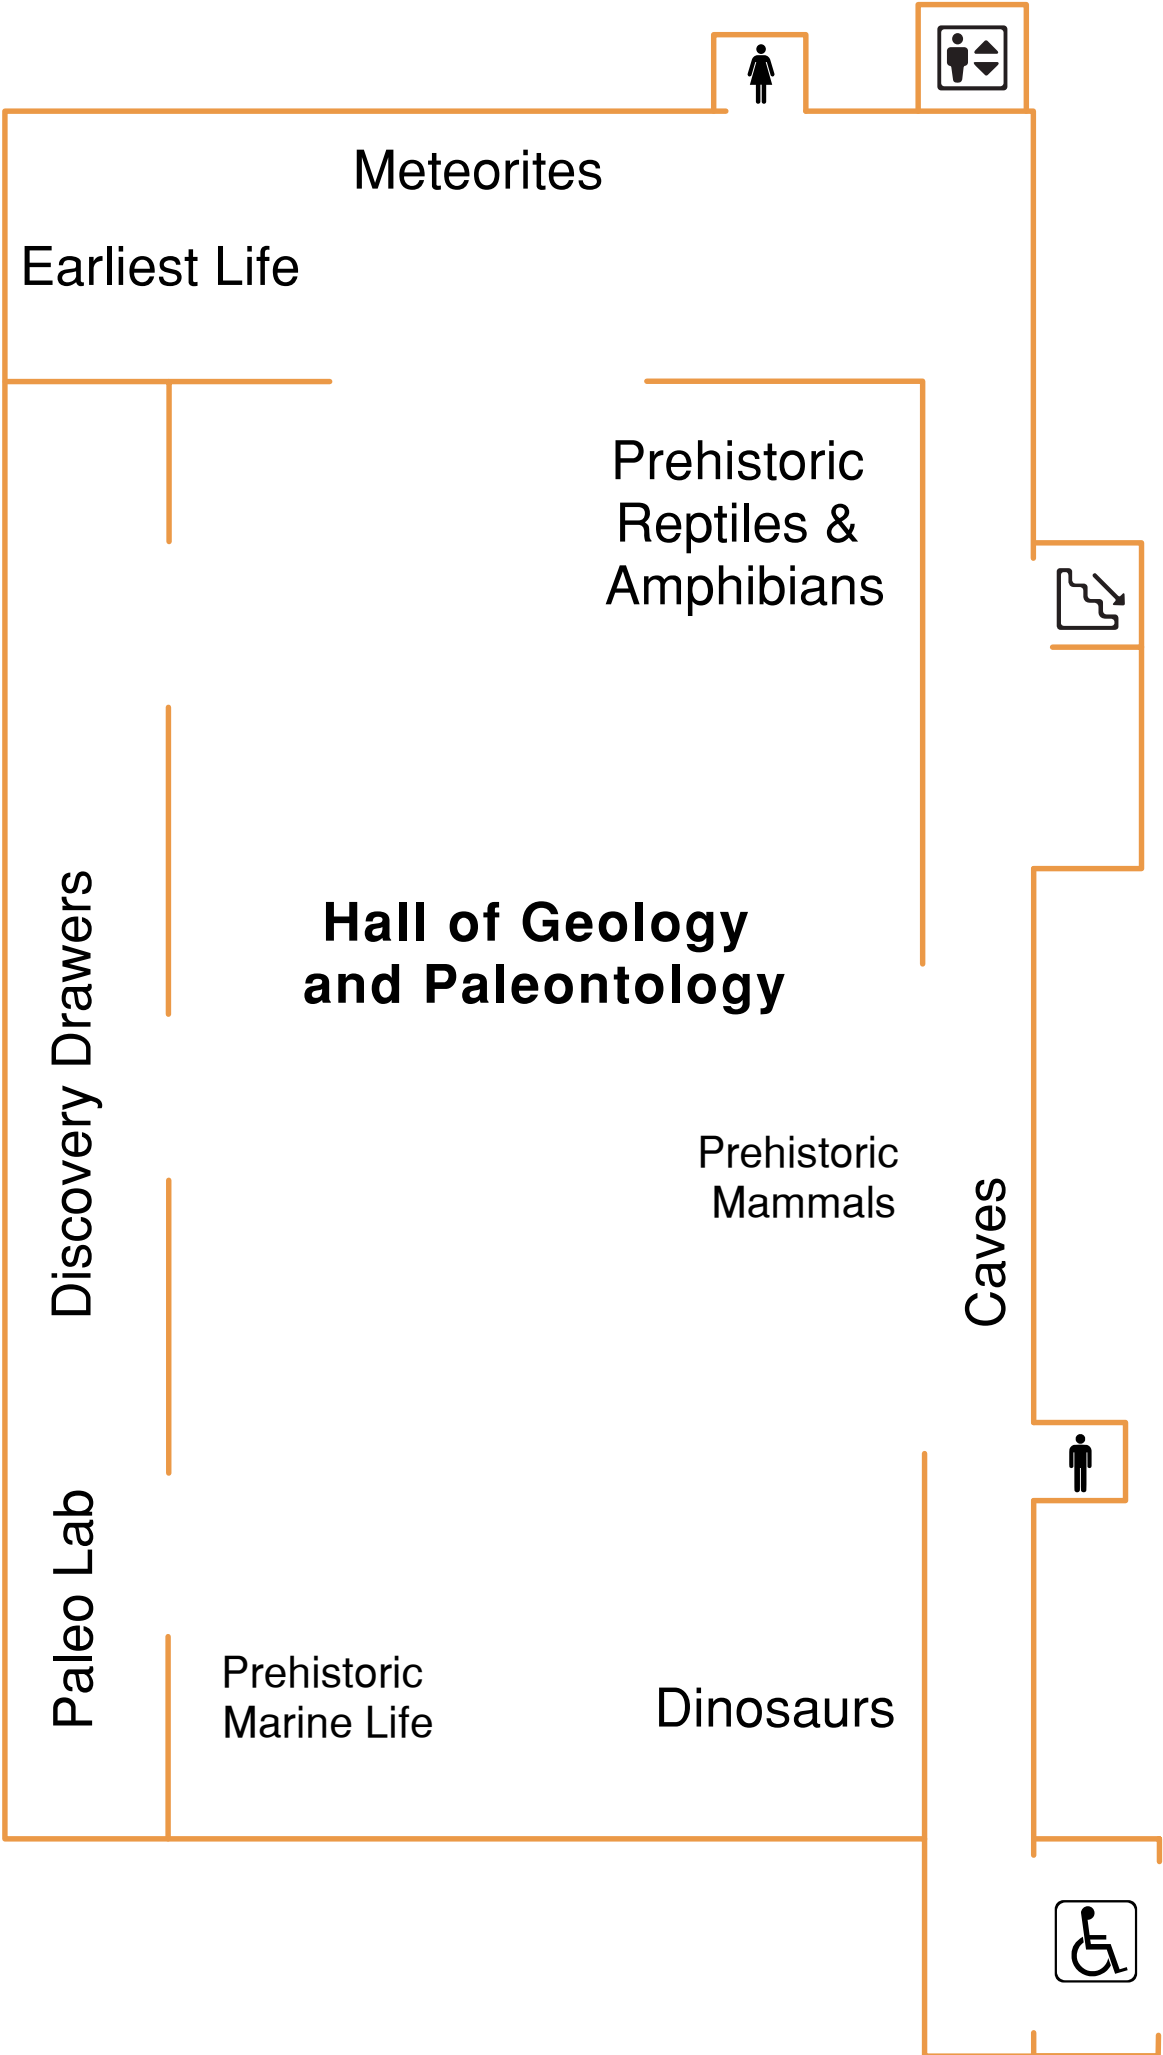 Meteorites
Earliest Life
Prehistoric
Reptiles &
Amphibians
Hall of Geology
and Paleontology
Discovery Drawers
Prehistoric
Mammals
Caves
Paleo Lab
Prehistoric
Marine Life
Dinosaurs